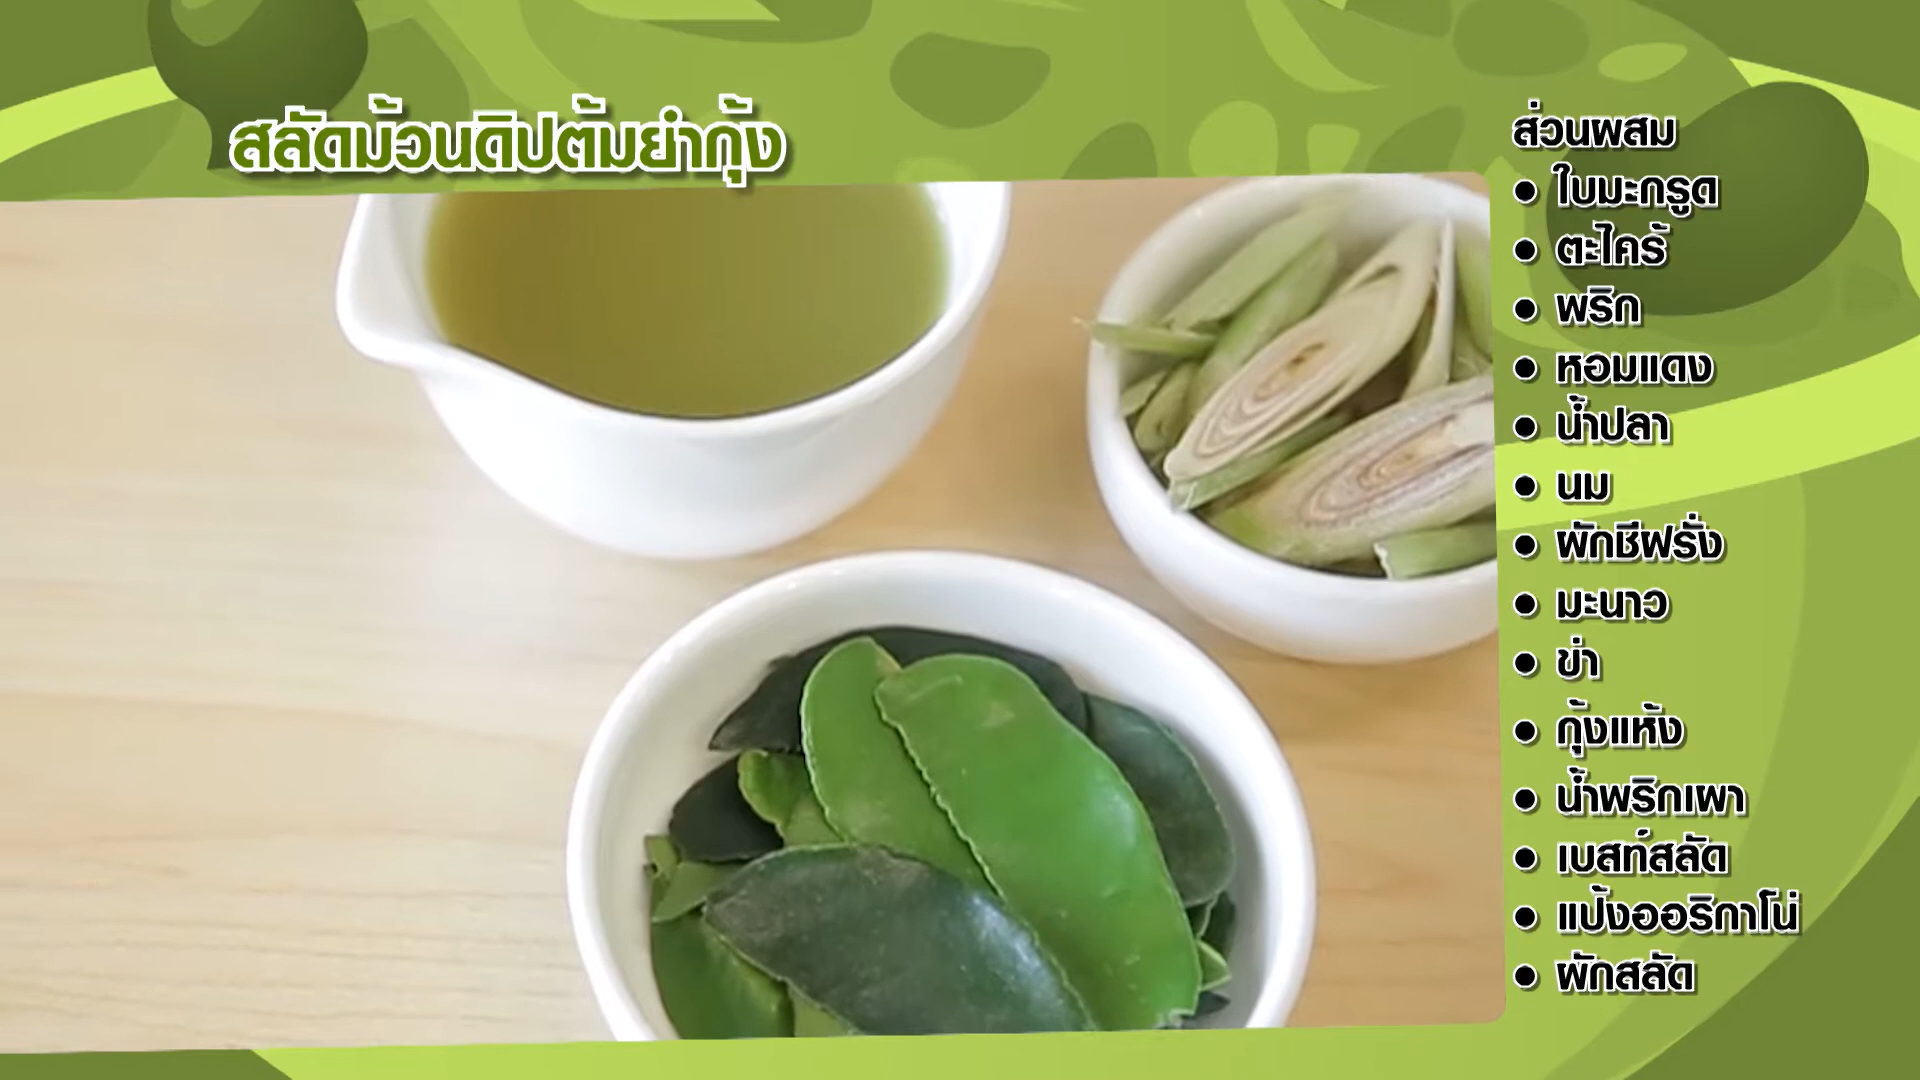 สลัดม้วนดิปต้มยำกุ้ง
ส่วนผสม
• ใบมะกรูด
• ตะไคร้
• พริก
• หอมแดง
• น้ำปลา
• นม
• ผักชีฝรั่ง
• มะนาว
• ข่า
• กุ้งแห้ง
• น้ำพริกเผา
• เบสท์สลัด
• แป้งออริกาโน่
• ผักสลัด